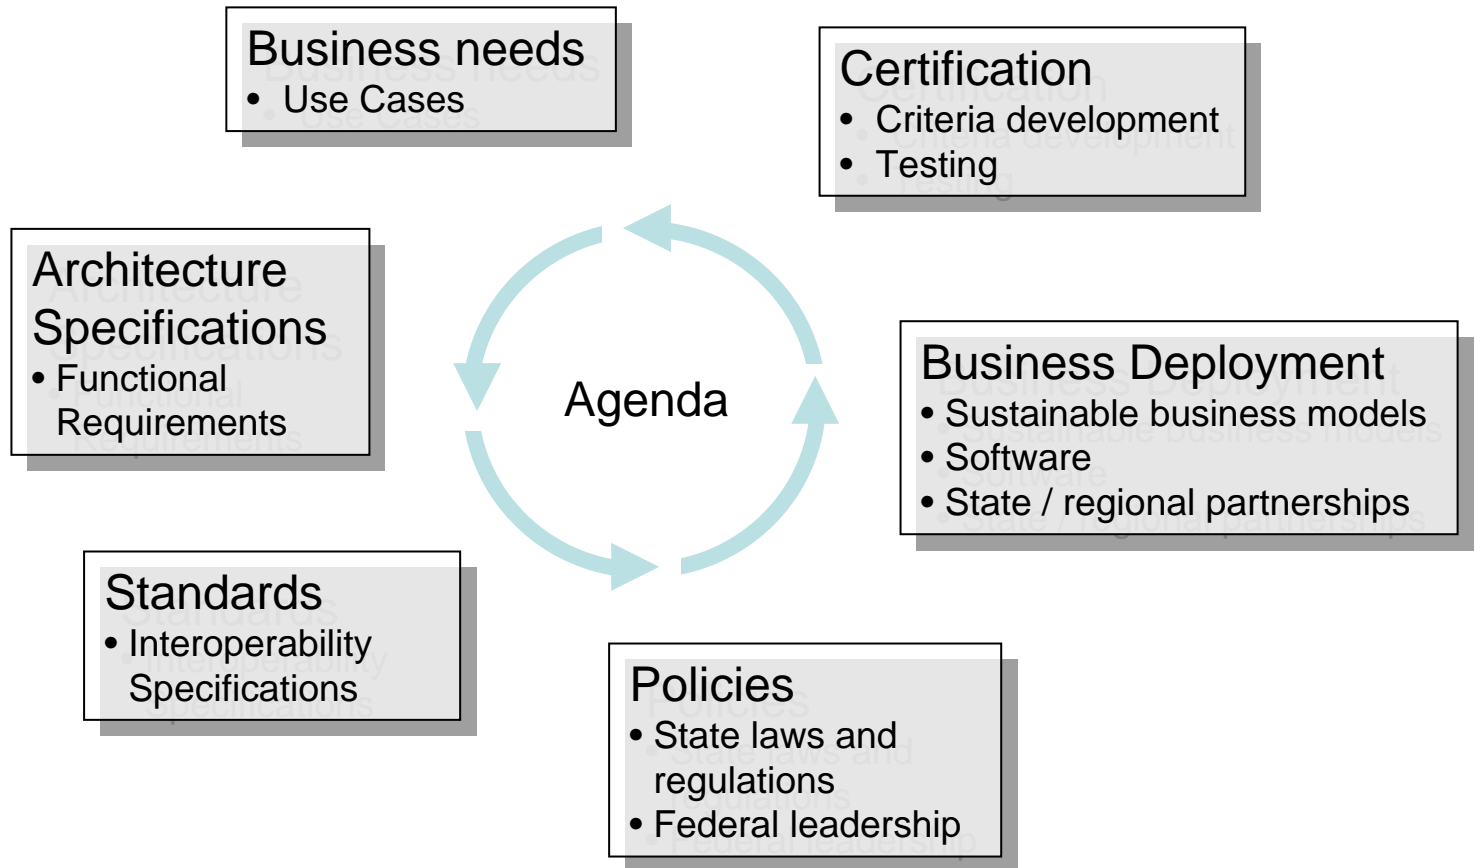 Business needs
• Use Cases
Certification
• Criteria development
• Testing
Architecture
Specifications
• Functional
Requirements
Agenda
Business Deployment
• Sustainable business models
• Software
• State / regional partnerships
Standards
• Interoperability
Specifications
Policies
• State laws and
regulations
• Federal leadership